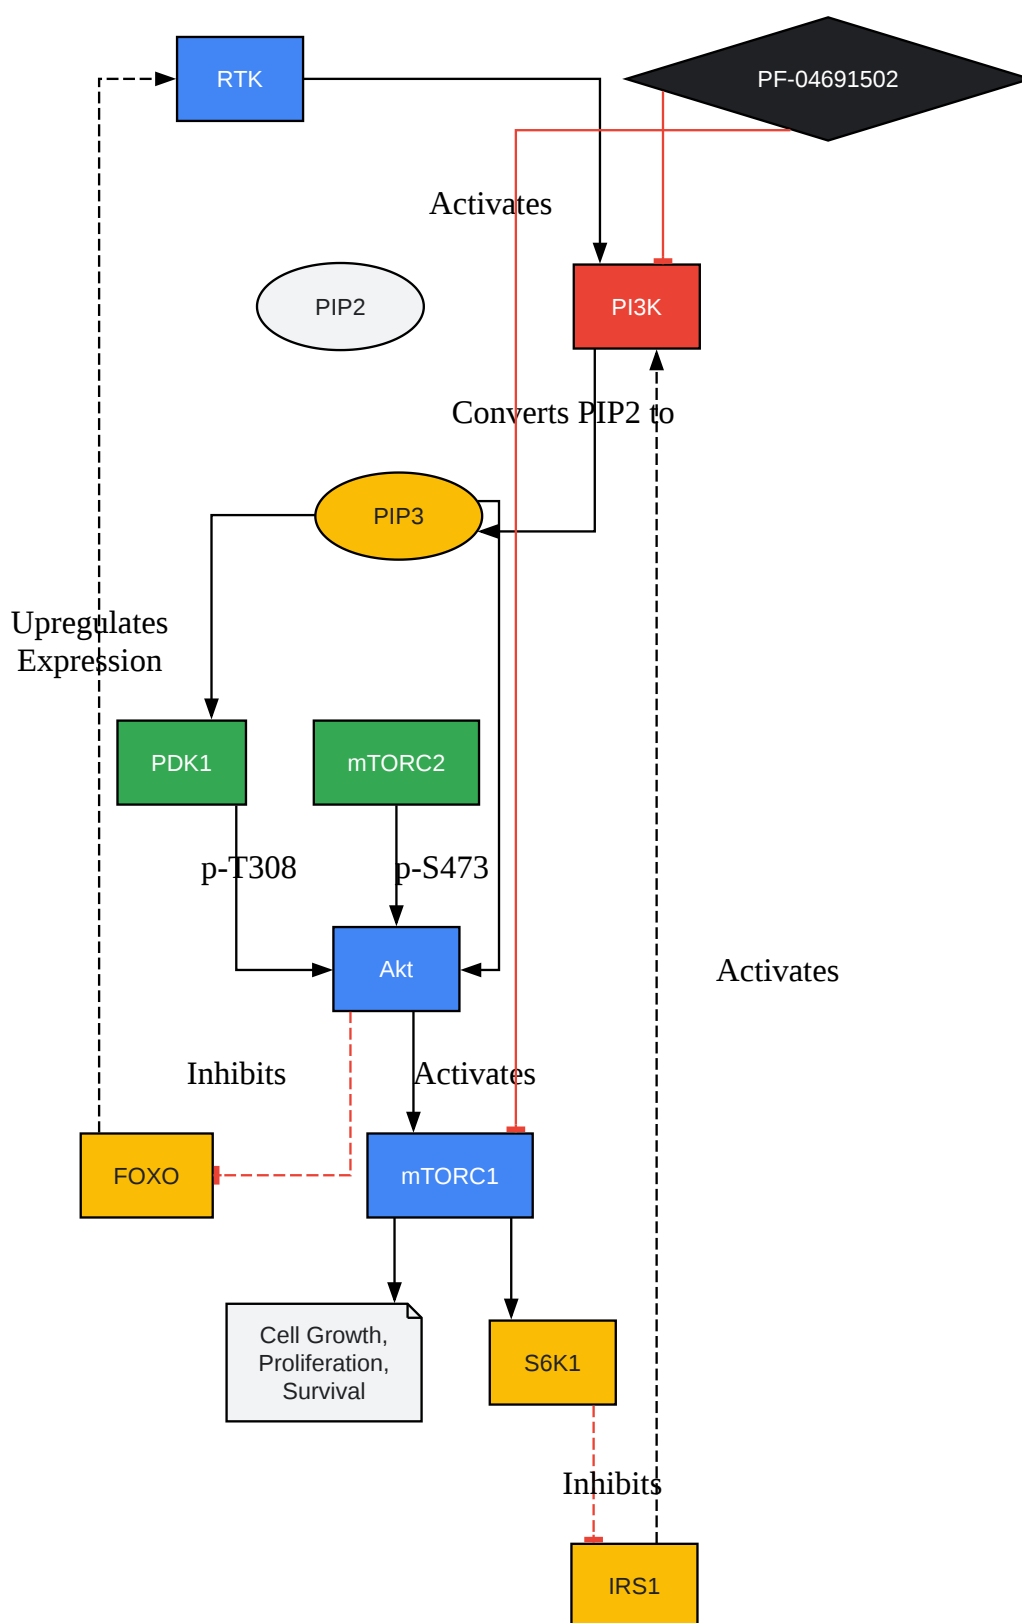 RTK
PF-04691502
Activates
PIP2
PI3K
Converts PIP2 to
PIP3
Upregulates
Expression
PDK1
mTORC2
p-T308
p-S473
Akt
Activates
Inhibits
Activates
FOXO
mTORC1
Cell Growth,
Proliferation,
Survival
S6K1
Inhibits
IRS1